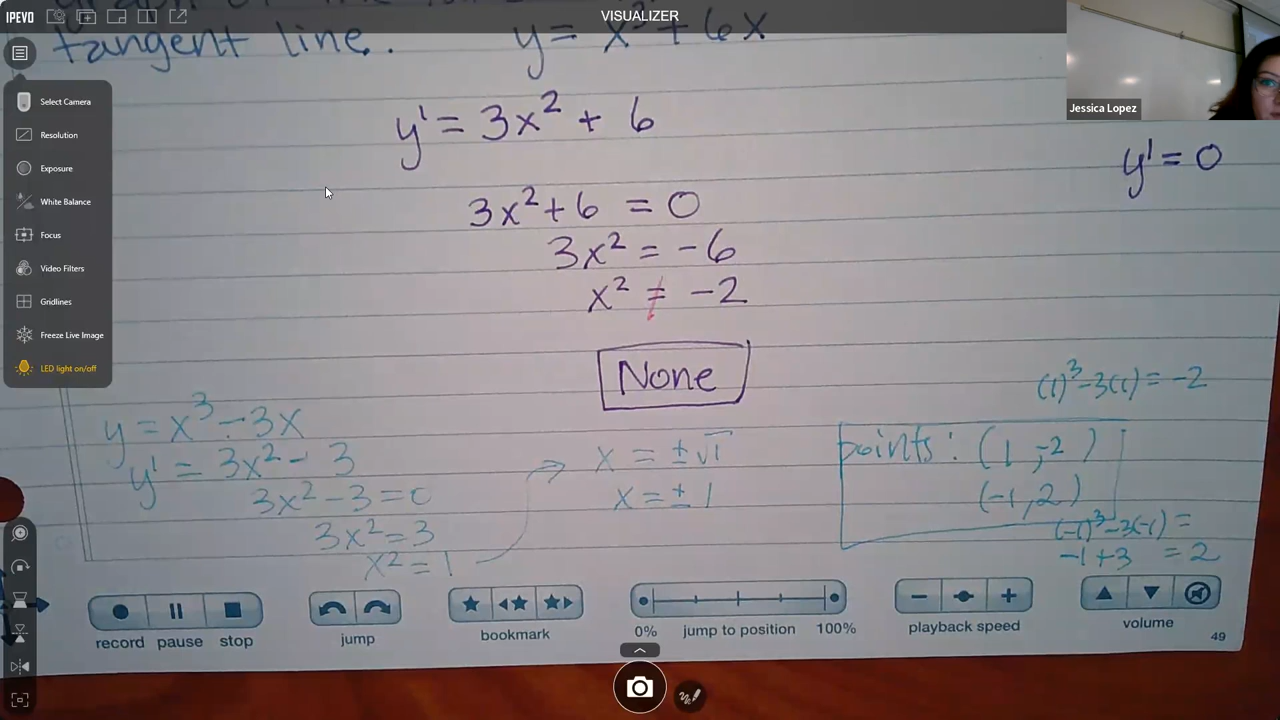 IPEVO
VISUALIZER
Jessica Lopez
tangent line. y = x³ + 6x
Select Camera
Resolution
Exposure
White Balance
Focus
Video Filters
Gridlines
Freeze Live Image
LED light on/off
y' = 3x² + 6
y' = 0
3x² + 6 = 0
3x² = -6
x² ≠ -2
None
(1)³-3(1) = -2
y = x³ - 3x
y' = 3x² - 3
3x² - 3 = 0
3x² = 3
x² = 1
x = ±√1
x = ±1
points: (1, -2)
(-1, 2)
(-1)³-3(-1) =
-1+3 = 2
record pause stop
jump
bookmark
0% jump to position 100%
playback speed
volume
49